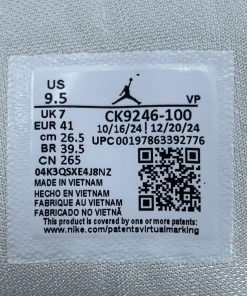 US
9.5
VP
UK 7
EUR 41
cm 26.5
BR 39.5
CN 265
CK9246-100
10/16/24 12/20/24
UPC00197863392776
04K3QSXE4J8NZ
MADE IN VIETNAM
HECHO EN VIETNAM
FABRIQUE AU VIETNAM
FABRICADO NO VIETNÃ
This product is covered by one or more patents:
www.nike.com/patentsvirtualmarking